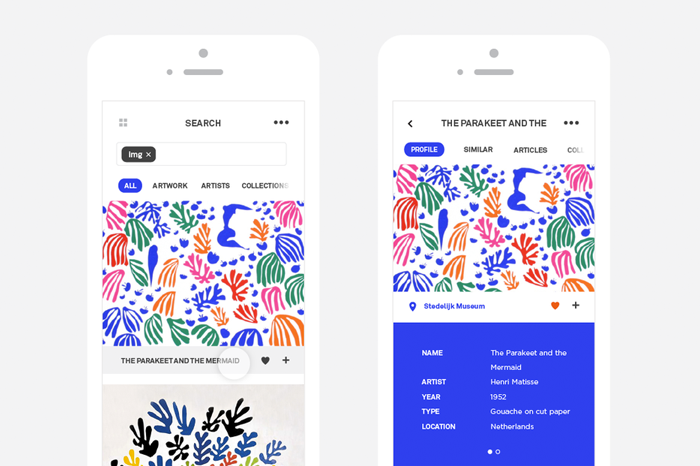 SEARCH
Img ×
ALL ARTWORK ARTISTS COLLECTIONS
THE PARAKEET AND THE MERMAID
THE PARAKEET AND THE
PROFILE SIMILAR ARTICLES COLL
Stedelijk Museum
NAME The Parakeet and the
Mermaid
ARTIST Henri Matisse
YEAR 1952
TYPE Gouache on cut paper
LOCATION Netherlands